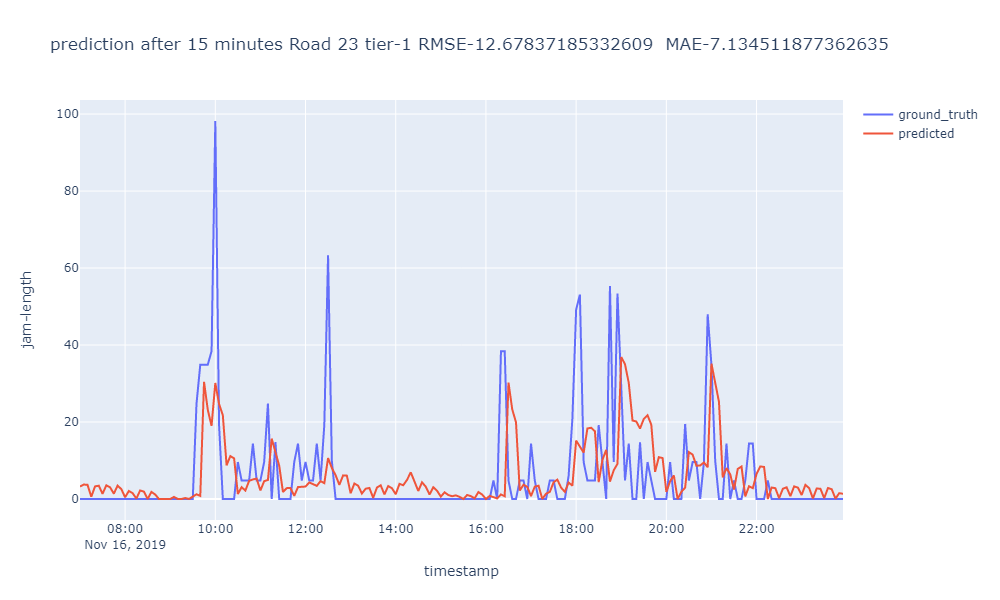 prediction after 15 minutes Road 23 tier-1 RMSE-12.67837185332609  MAE-7.134511877362635
ground_truth
predicted
jam-length
100
80
60
40
20
0
08:00
10:00
12:00
14:00
16:00
18:00
20:00
22:00
Nov 16, 2019
timestamp